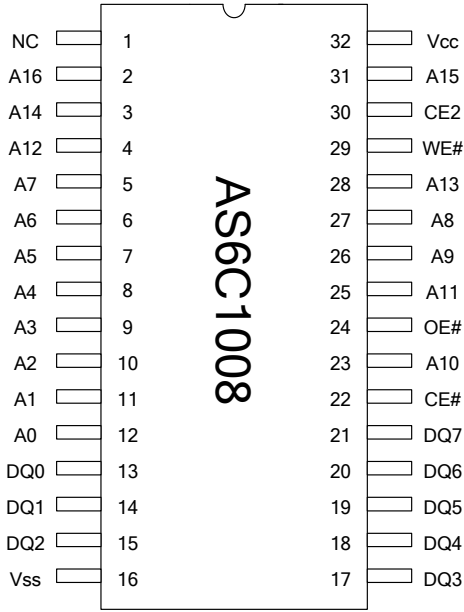 NC 1 32 Vcc
A16 2 31 A15
A14 3 30 CE2
A12 4 29 WE#
A7 5 28 A13
A6 6 27 A8
A5 7 26 A9
A4 8 25 A11
A3 9 24 OE#
A2 10 23 A10
A1 11 22 CE#
A0 12 21 DQ7
DQ0 13 20 DQ6
DQ1 14 19 DQ5
DQ2 15 18 DQ4
Vss 16 17 DQ3
AS6C1008